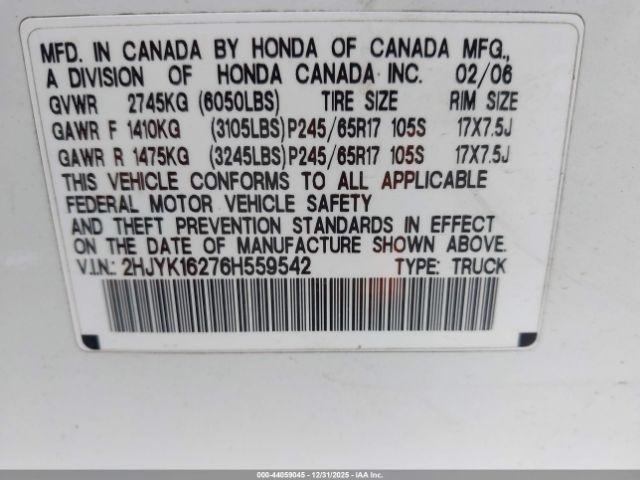 MFD. IN CANADA BY HONDA OF CANADA MFG.,
A DIVISION OF HONDA CANADA INC. 02/06
GVWR 2745KG (6050LBS) TIRE SIZE RIM SIZE
GAWR F 1410KG (3105LBS) P245/65R17 105S 17X7.5J
GAWR R 1475KG (3245LBS) P245/65R17 105S 17X7.5J
THIS VEHICLE CONFORMS TO ALL APPLICABLE
FEDERAL MOTOR VEHICLE SAFETY
AND THEFT PREVENTION STANDARDS IN EFFECT
ON THE DATE OF MANUFACTURE SHOWN ABOVE.
V.I.N.: 2HJYK16276H559542 TYPE: TRUCK
000-44059045 - 12/31/2025 - IAA Inc.